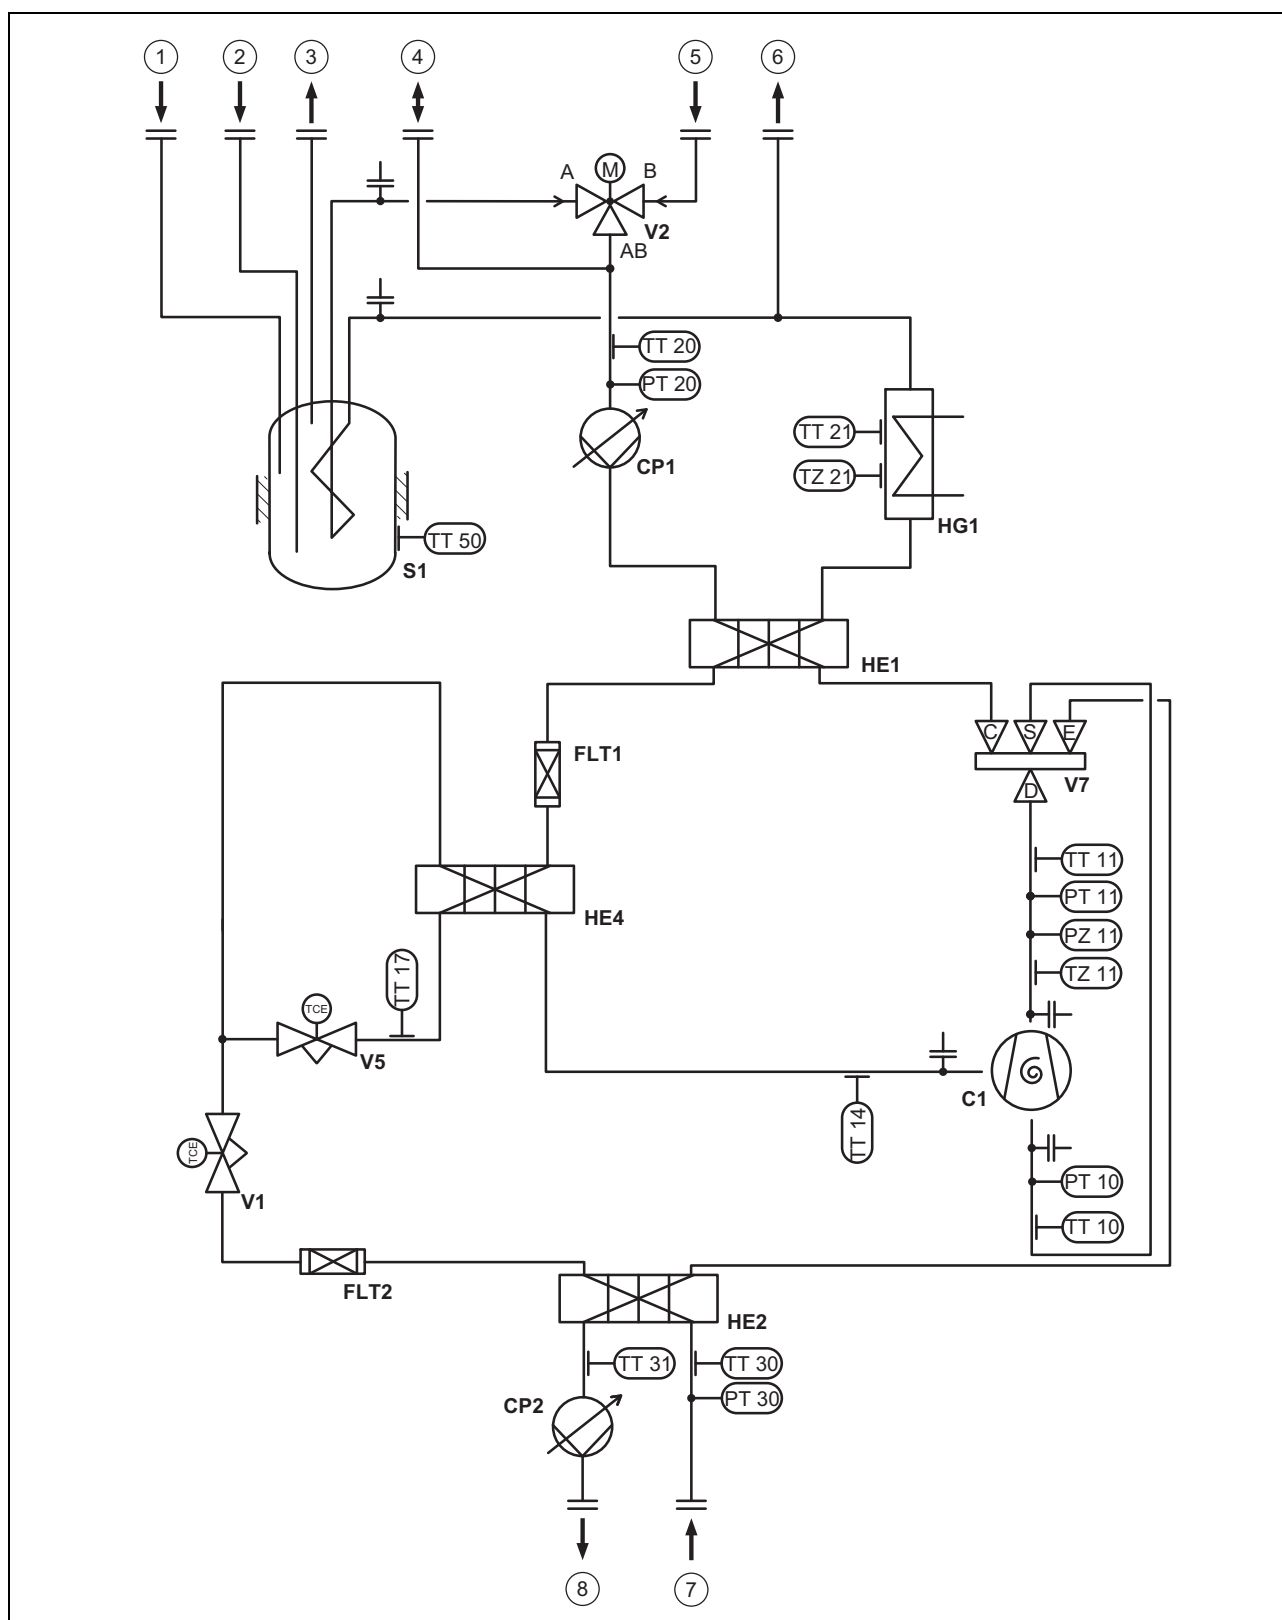 1 2 3 4 5 6
A M B
V2
AB
TT 20
PT 20
CP1
TT 21
TZ 21
HG1
TT 50
S1
HE1
C S E
V7
D
FLT1
TT 11
PT 11
PZ 11
TZ 11
HE4
TT 17
TCE
V5
C1
TT 14
TCE
V1
PT 10
TT 10
FLT2
HE2
TT 31
TT 30
PT 30
CP2
8 7